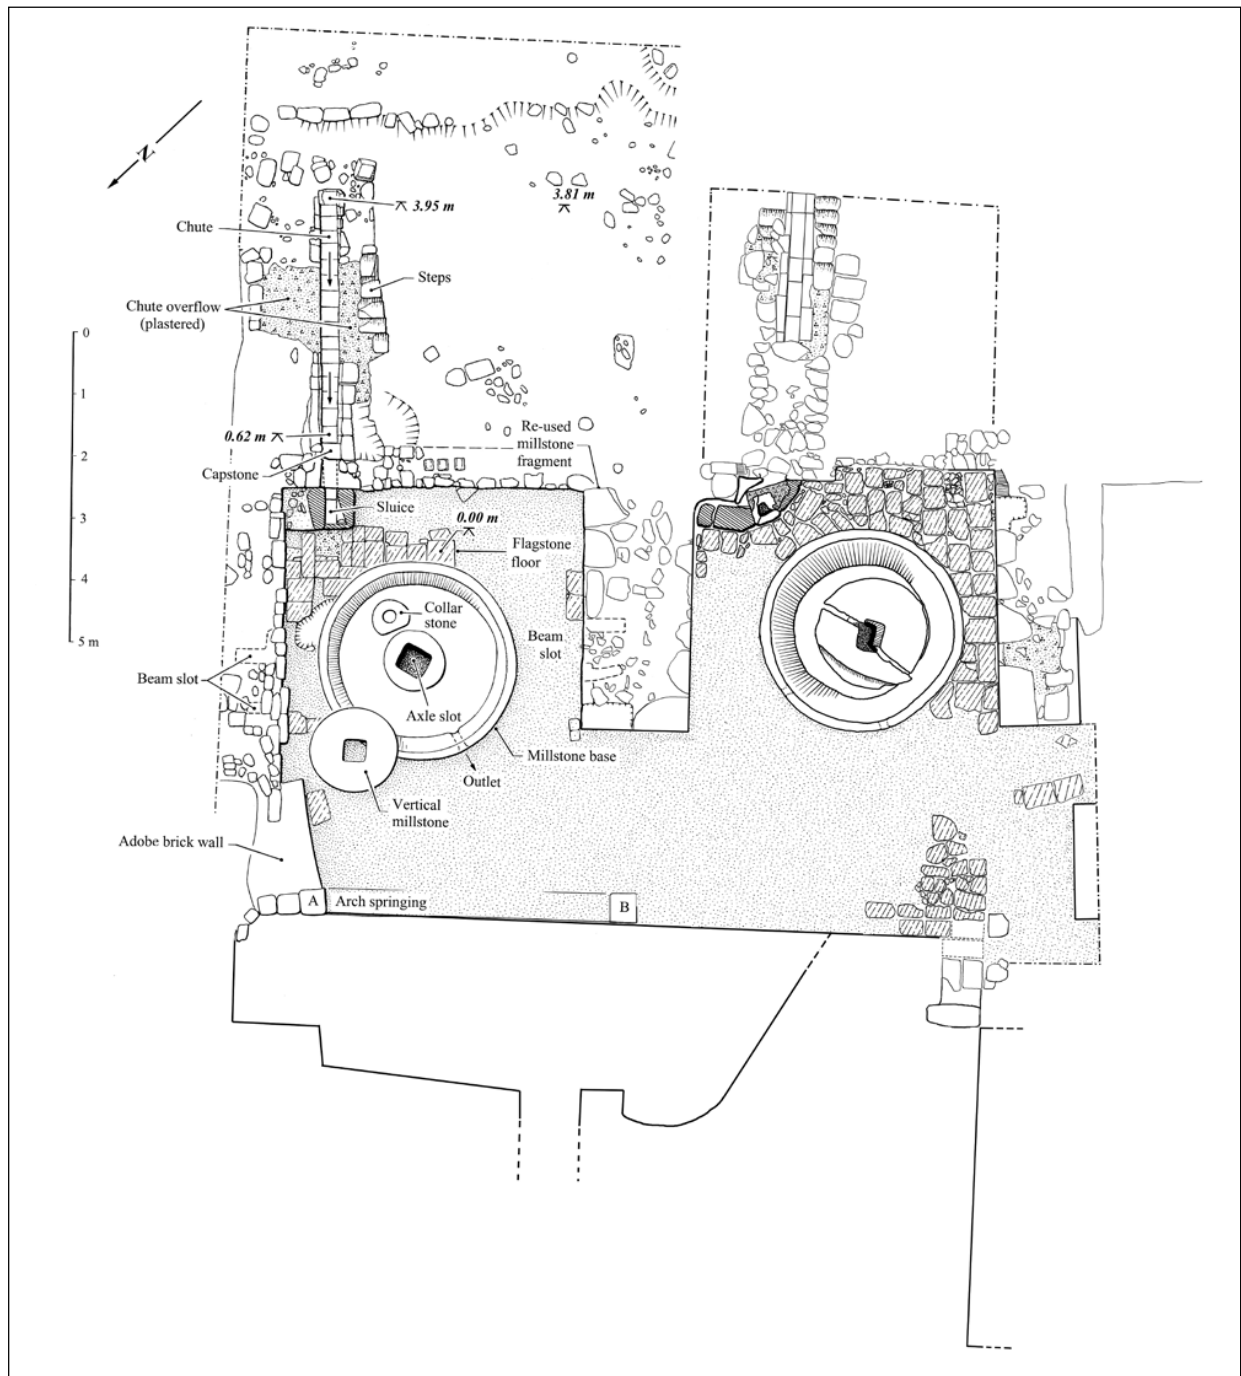 N
3.95 m
3.81 m
Chute
Steps
Chute overflow
(plastered)
0
1
2
3
4
5 m
0.62 m
Capstone
Re-used
millstone
fragment
Sluice
0.00 m
Flagstone
floor
Collar
stone
Beam
slot
Beam slot
Axle slot
Millstone base
Outlet
Vertical
millstone
Adobe brick wall
A
Arch springing
B